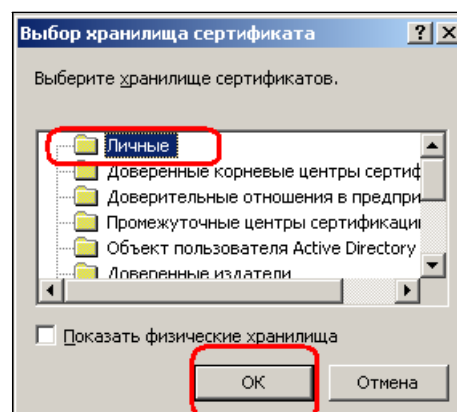 Выбор хранилища сертификата
Выберите хранилище сертификатов.
Личные
Доверенные корневые центры сертиф
Доверительные отношения в предпри
Промежуточные центры сертификаци
Объект пользователя Active Directory
Доверенные издатели
Показать физические хранилища
ОК
Отмена